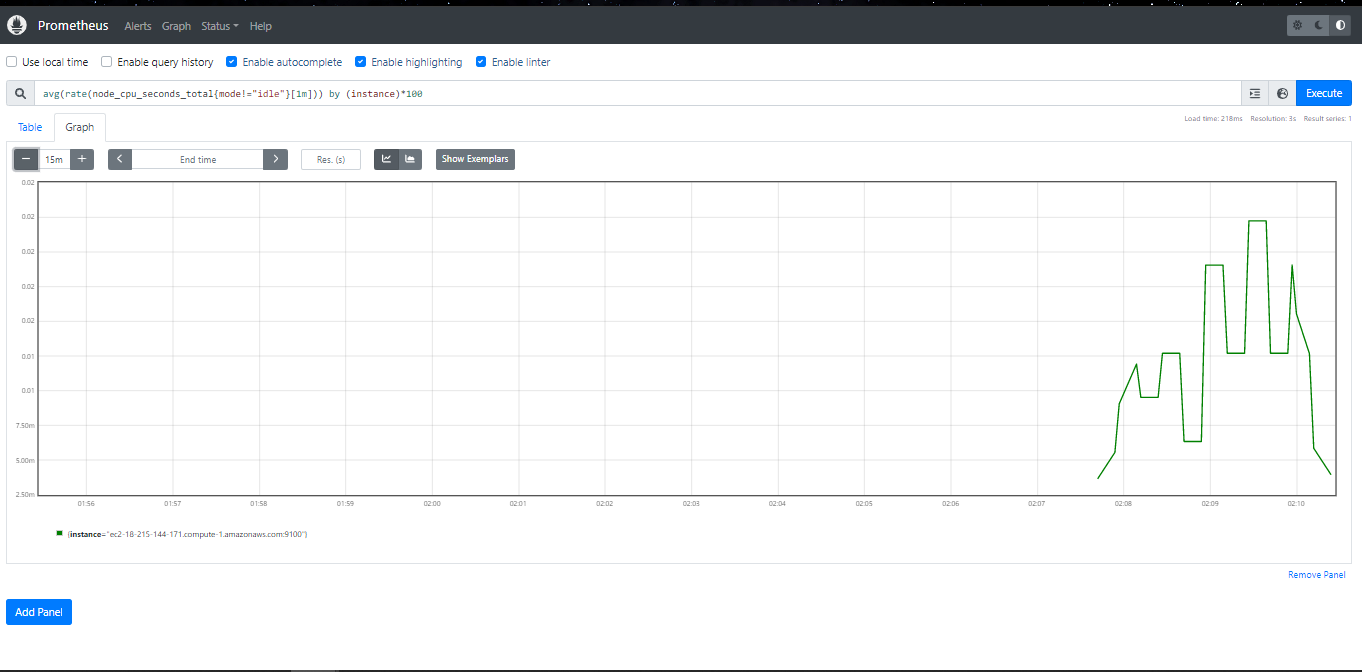 Prometheus Alerts Graph Status Help
Use local time Enable query history Enable autocomplete Enable highlighting Enable linter
avg(rate(node_cpu_seconds_total{mode!="idle"}[1m])) by (instance)*100
Execute
Table Graph
Load time: 218ms Resolution: 3s Result series: 1
− 15m + < End time > Res. (s) Show Exemplars
0.02
0.02
0.02
0.02
0.02
0.01
0.01
7.50m
5.00m
2.50m
01:56 01:57 01:58 01:59 02:00 02:01 02:02 02:03 02:04 02:05 02:06 02:07 02:08 02:09 02:10
{instance="ec2-18-215-144-171.compute-1.amazonaws.com:9100"}
Remove Panel
Add Panel